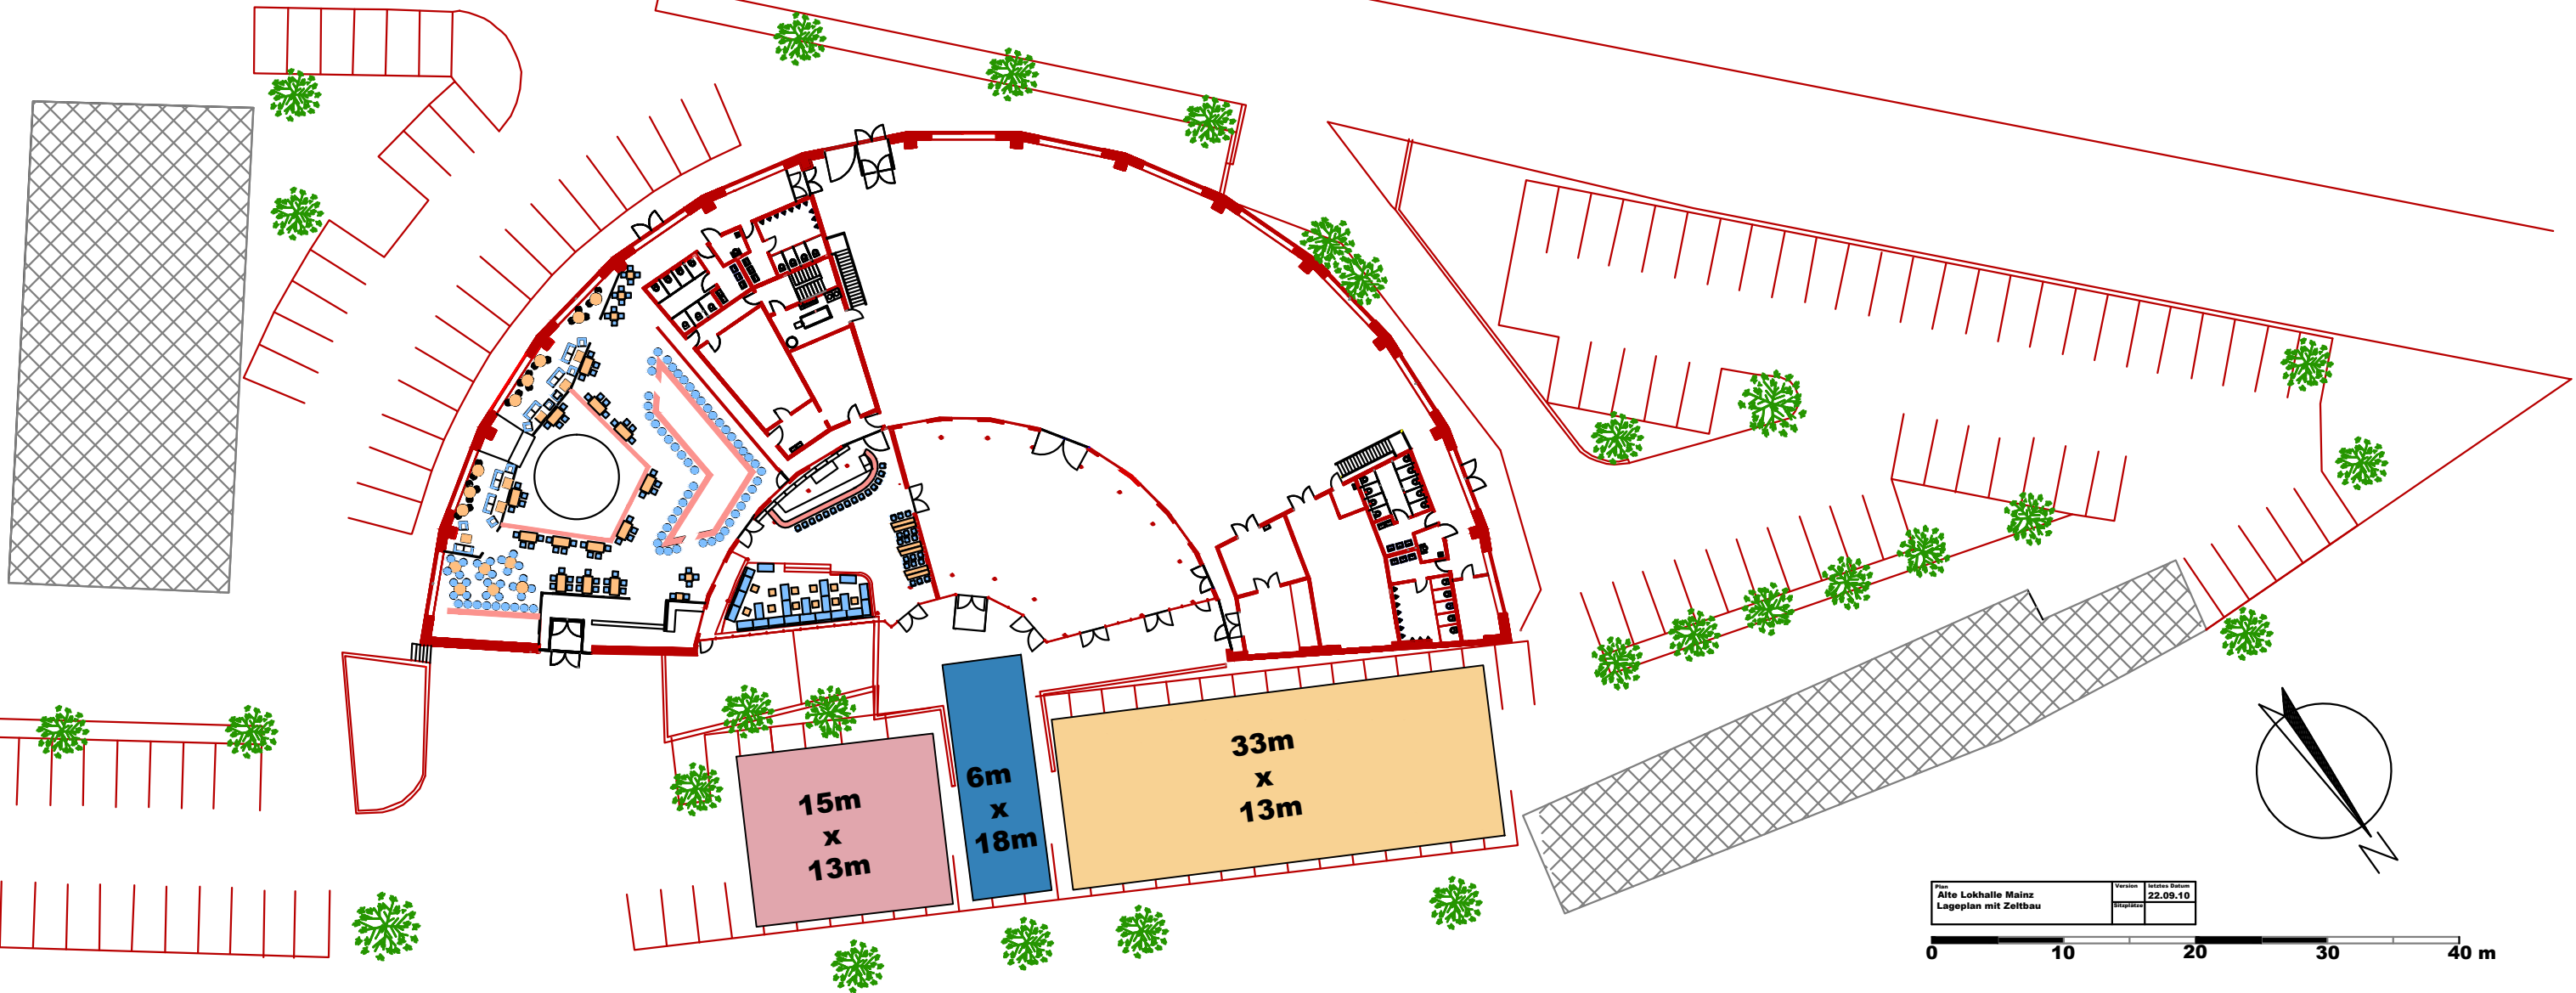 15m
x
13m
6m
x
18m
33m
x
13m
Plan
Alte Lokhalle Mainz
Lageplan mit Zeltbau
Version
letztes Datum
22.09.10
Sitzplätze
0 10 20 30 40 m